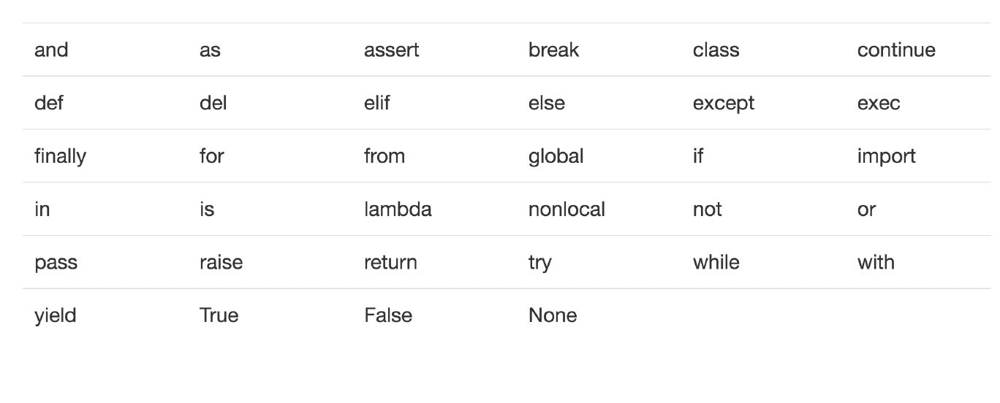 and as assert break class continue
def del elif else except exec
finally for from global if import
in is lambda nonlocal not or
pass raise return try while with
yield True False None